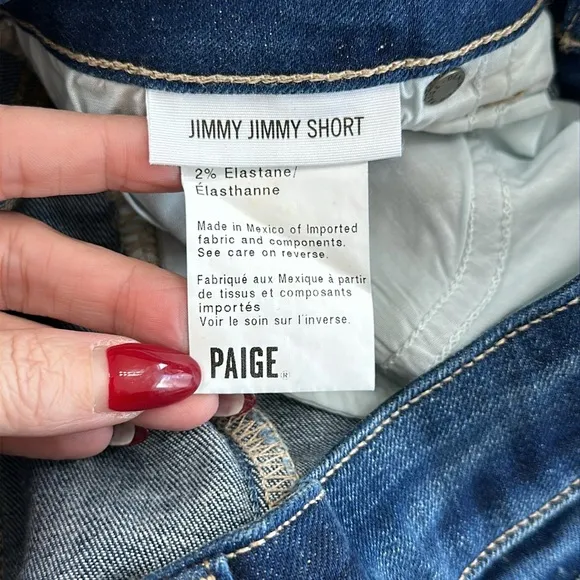 JIMMY JIMMY SHORT
2% Elastane/
Élasthanne
Made in Mexico of Imported
fabric and components.
See care on reverse.
Fabriqué aux Mexique à partir
de tissus et composants
importés
Voir le soin sur l'inverse.
PAIGE®